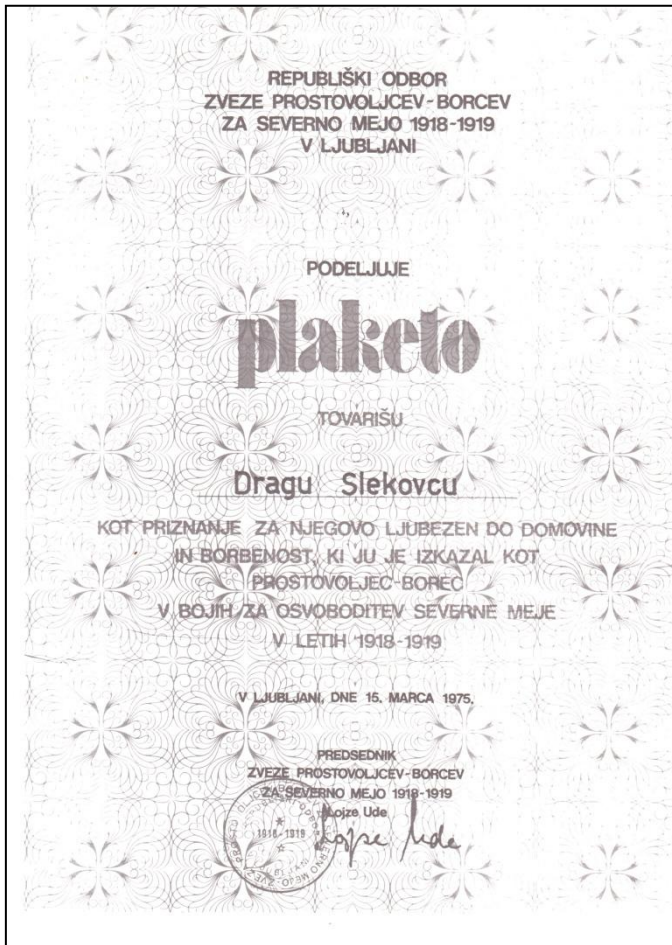 REPUBLIŠKI ODBOR
ZVEZE PROSTOVOLJCEV-BORCEV
ZA SEVERNO MEJO 1918-1919
V LJUBLJANI
PODELJUJE
plaketo
TOVARIŠU
Dragu Slekovcu
KOT PRIZNANJE ZA NJEGOVO LJUBEZEN DO DOMOVINE
IN BORBENOST, KI JU JE IZKAZAL KOT
PROSTOVOLJEC-BOREC
V BOJIH ZA OSVOBODITEV SEVERNE MEJE
V LETIH 1918-1919
V LJUBLJANI, DNE 15. MARCA 1975.
PREDSEDNIK
ZVEZE PROSTOVOLJCEV-BORCEV
ZA SEVERNO MEJO 1918-1919
Lojze Ude
Lojze Ude
1918-1919